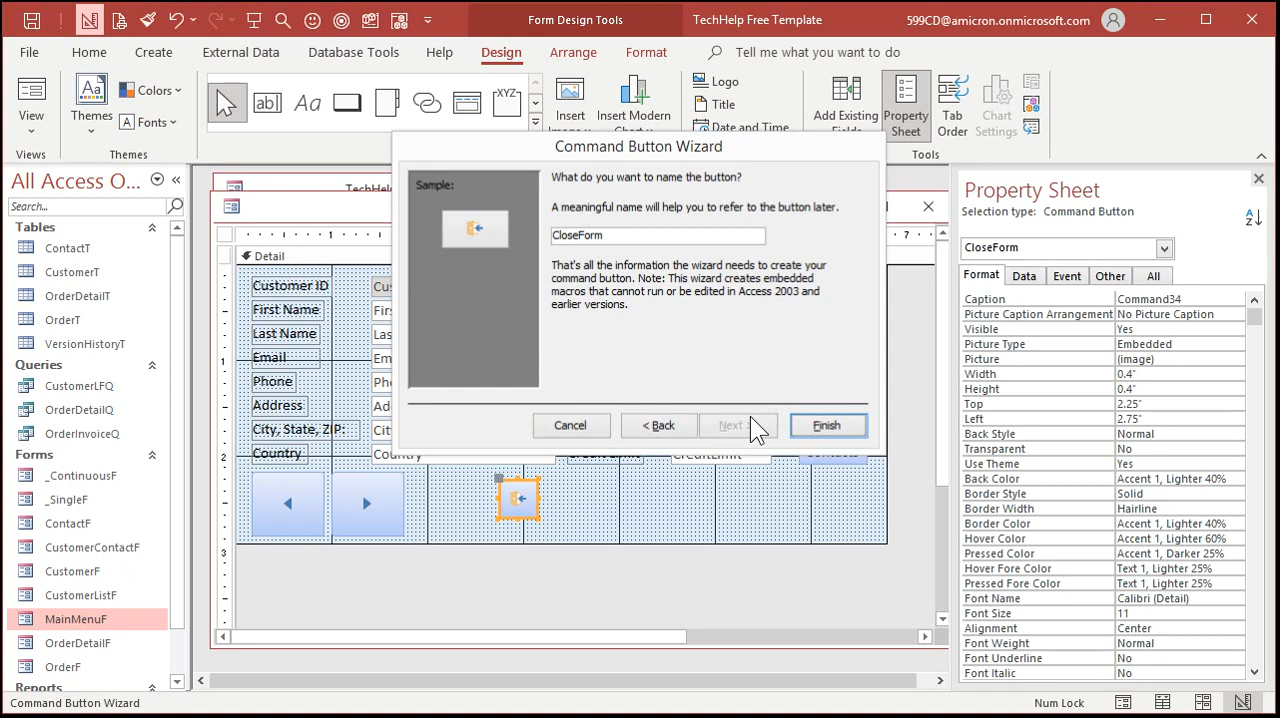 Form Design Tools
TechHelp Free Template
599CD@amicron.onmicrosoft.com
File
Home
Create
External Data
Database Tools
Help
Design
Arrange
Format
Tell me what you want to do
View
Views
Aa
Themes
Colors
Fonts
Themes
ab|
Aa
XYZ
Insert
Insert Modern
Logo
Title
Date and Time
Add Existing
Property
Sheet
Tab
Order
Chart
Settings
Tools
All Access O...
Search...
Tables
ContactT
CustomerT
OrderDetailT
OrderT
VersionHistoryT
Queries
CustomerLFQ
OrderDetailQ
OrderInvoiceQ
Forms
_ContinuousF
_SingleF
ContactF
CustomerContactF
CustomerF
CustomerListF
MainMenuF
OrderDetailF
OrderF
Reports
1
7
Detail
Customer ID
First Name
Last Name
Email
Phone
Address
City, State, ZIP:
Country
Country
CreditLimit
1
2
3
Command Button Wizard
Sample:
What do you want to name the button?
A meaningful name will help you to refer to the button later.
CloseForm
That's all the information the wizard needs to create your
command button. Note: This wizard creates embedded
macros that cannot run or be edited in Access 2003 and
earlier versions.
Cancel
< Back
Next
Finish
Property Sheet
Selection type: Command Button
CloseForm
Format Data Event Other All
Caption Command34
Picture Caption Arrangement No Picture Caption
Visible Yes
Picture Type Embedded
Picture (image)
Width 0.4"
Height 0.4"
Top 2.25"
Left 2.75"
Back Style Normal
Transparent No
Use Theme Yes
Back Color Accent 1, Lighter 40%
Border Style Solid
Border Width Hairline
Border Color Accent 1, Lighter 40%
Hover Color Accent 1, Lighter 60%
Pressed Color Accent 1, Darker 25%
Hover Fore Color Text 1, Lighter 25%
Pressed Fore Color Text 1, Lighter 25%
Font Name Calibri (Detail)
Font Size 11
Alignment Center
Font Weight Normal
Font Underline No
Font Italic No
Command Button Wizard
Num Lock